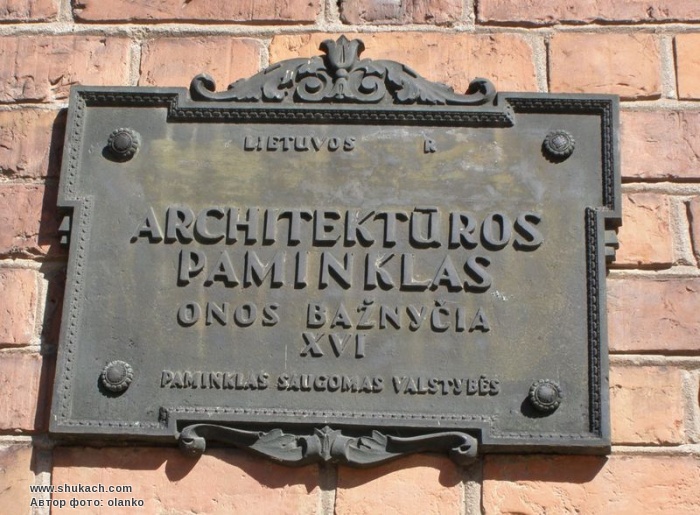 LIETUVOS R
ARCHITEKTŪROS
PAMINKLAS
ONOS BAŽNYČIA
XVI
PAMINKLAS SAUGOMAS VALSTYBĖS
www.shukach.com
Автор фото: olanko